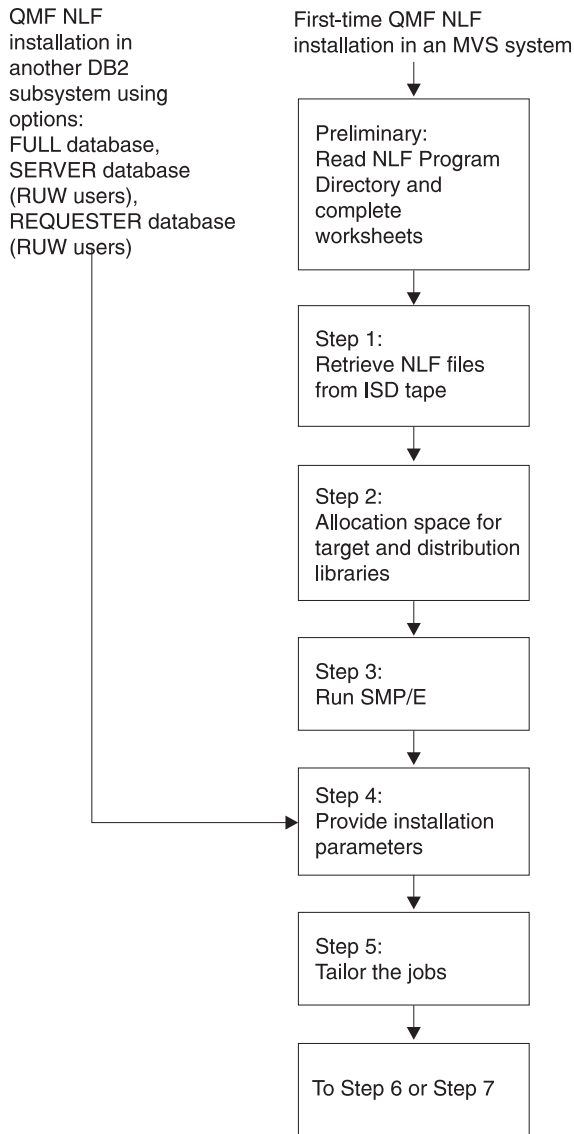 QMF NLF
installation in
another DB2
subsystem using
options:
FULL database,
SERVER database
(RUW users),
REQUESTER database
(RUW users)
First-time QMF NLF
installation in an MVS system
Preliminary:
Read NLF Program
Directory and
complete
worksheets
Step 1:
Retrieve NLF files
from ISD tape
Step 2:
Allocation space for
target and distribution
libraries
Step 3:
Run SMP/E
Step 4:
Provide installation
parameters
Step 5:
Tailor the jobs
To Step 6 or Step 7